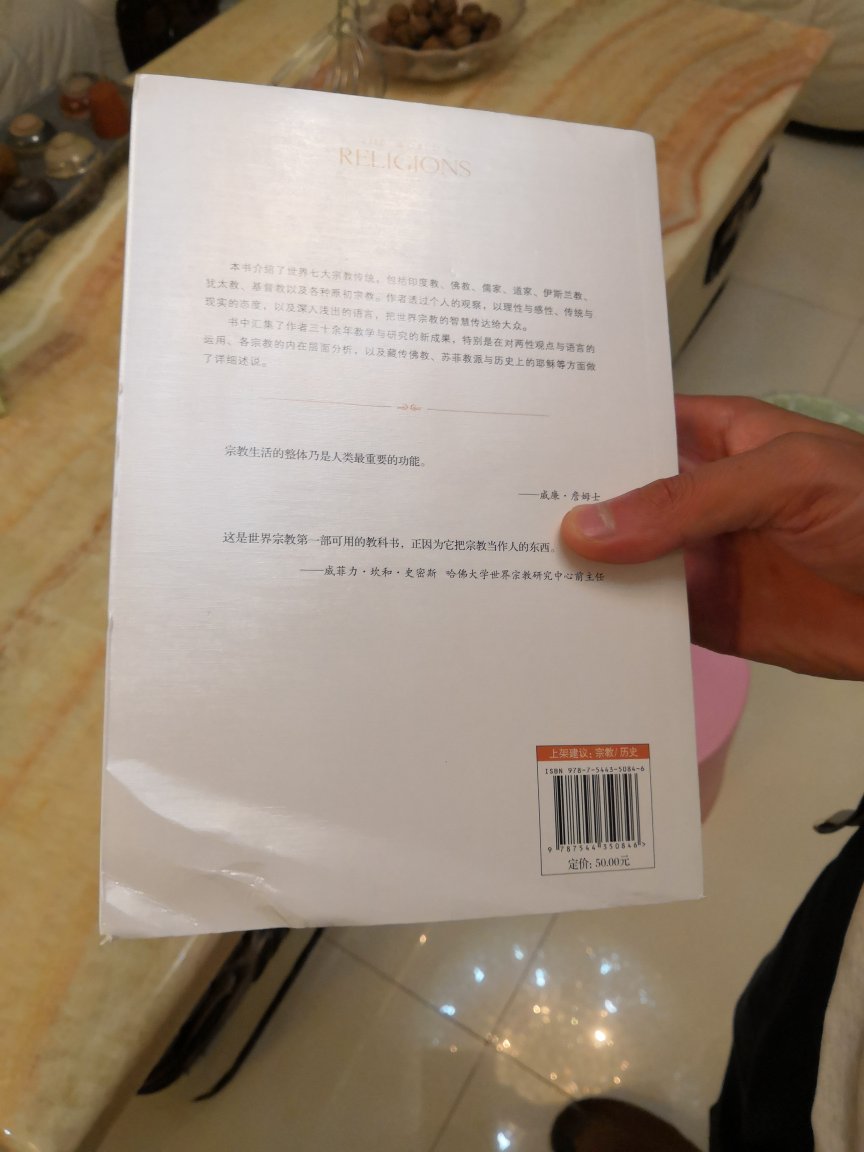 RELIGIONS
本书介绍了世界七大宗教传统，包括印度教、佛教、儒家、道家、伊斯兰教、
犹太教、基督教以及各种原初宗教。作者透过个人的观察，以理性与感性、传统与
现实的态度，以及深入浅出的语言，把世界宗教的智慧传达给大众。
书中汇集了作者三十余年教学与研究的新成果，特别是在对两性观点与语言的
运用、各宗教的内在层面分析，以及藏传佛教、苏菲教派与历史上的耶稣等方面做
了详细述说。
宗教生活的整体乃是人类最重要的功能。
——威廉·詹姆士
这是世界宗教第一部可用的教科书，正因为它把宗教当作人的东西。
——威菲力·坎和·史密斯 哈佛大学世界宗教研究中心前主任
上架建议：宗教/历史
ISBN 978-7-5443-5084-6
9 787544 350846 >
定价：50.00元